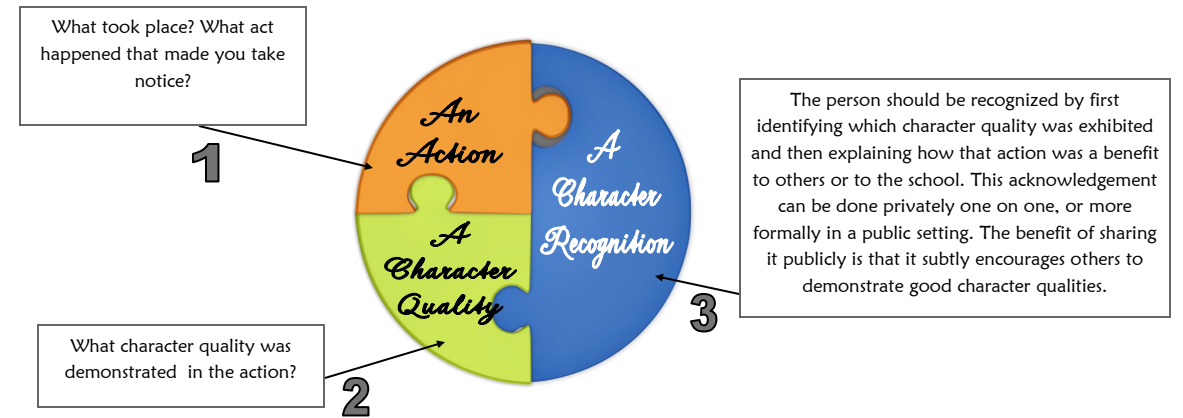 What took place? What act
happened that made you take
notice?
1
An
Action
A
Character
Quality
What character quality was
demonstrated  in the action?
2
A
Character
Recognition
The person should be recognized by first
identifying which character quality was exhibited
and then explaining how that action was a benefit
to others or to the school. This acknowledgement
can be done privately one on one, or more
formally in a public setting. The benefit of sharing
it publicly is that it subtly encourages others to
demonstrate good character qualities.
3